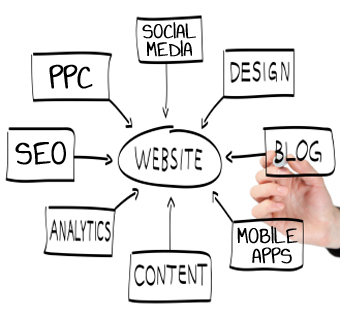 SOCIAL
MEDIA
PPC
DESIGN
SEO
WEBSITE
BLOG
ANALYTICS
MOBILE
APPS
CONTENT